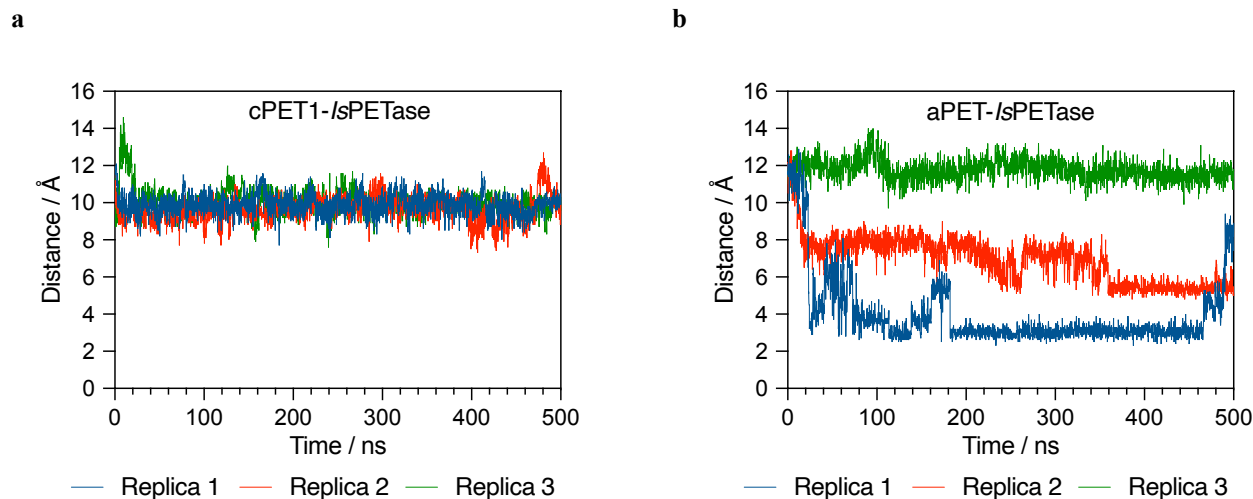 a
cPET1-IsPETase
16
14
12
10
8
6
4
2
0
Distance / Å
0 100 200 300 400 500
Time / ns
Replica 1 Replica 2 Replica 3
b
aPET-IsPETase
16
14
12
10
8
6
4
2
0
Distance / Å
0 100 200 300 400 500
Time / ns
Replica 1 Replica 2 Replica 3